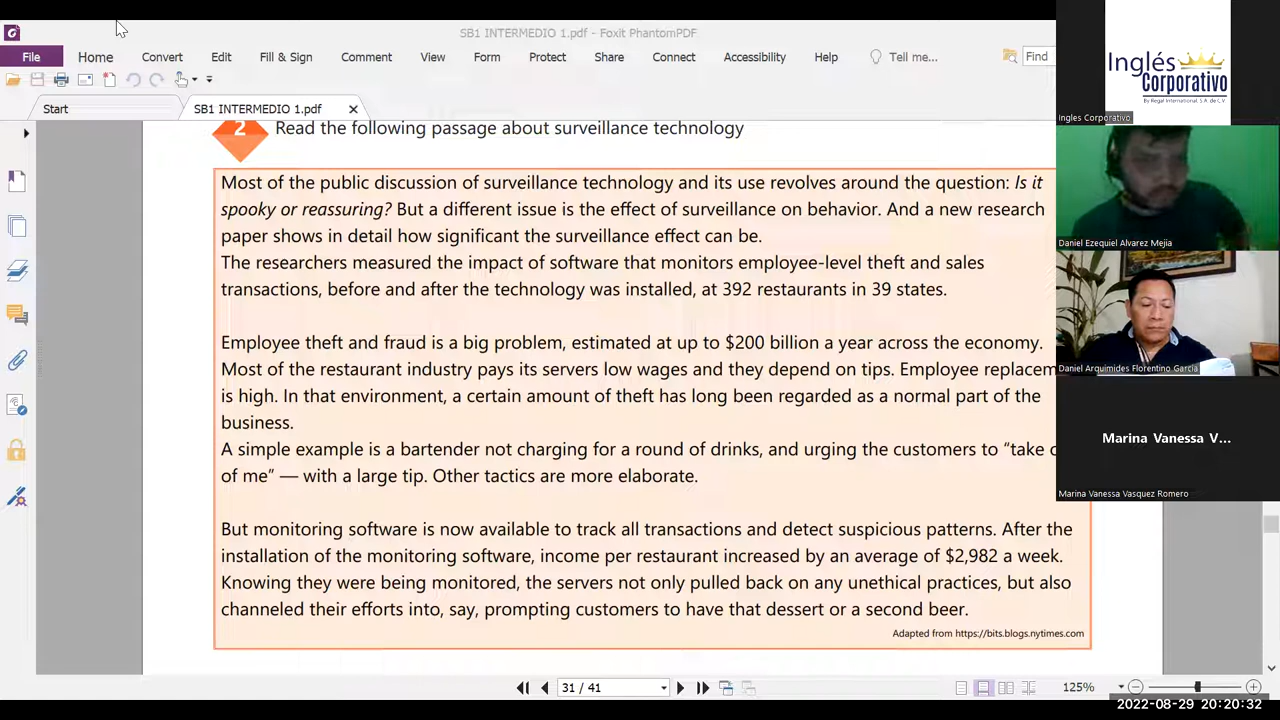 SB1 INTERMEDIO 1.pdf - Foxit PhantomPDF
File Home Convert Edit Fill & Sign Comment View Form Protect Share Connect Accessibility Help Tell me... Find
Start SB1 INTERMEDIO 1.pdf
2 Read the following passage about surveillance technology
Most of the public discussion of surveillance technology and its use revolves around the question: Is it
spooky or reassuring? But a different issue is the effect of surveillance on behavior. And a new research
paper shows in detail how significant the surveillance effect can be.
The researchers measured the impact of software that monitors employee-level theft and sales
transactions, before and after the technology was installed, at 392 restaurants in 39 states.
Employee theft and fraud is a big problem, estimated at up to $200 billion a year across the economy.
Most of the restaurant industry pays its servers low wages and they depend on tips. Employee replacem
is high. In that environment, a certain amount of theft has long been regarded as a normal part of the
business.
A simple example is a bartender not charging for a round of drinks, and urging the customers to “take c
of me” — with a large tip. Other tactics are more elaborate.
But monitoring software is now available to track all transactions and detect suspicious patterns. After the
installation of the monitoring software, income per restaurant increased by an average of $2,982 a week.
Knowing they were being monitored, the servers not only pulled back on any unethical practices, but also
channeled their efforts into, say, prompting customers to have that dessert or a second beer.
Adapted from https://bits.blogs.nytimes.com
31 / 41
125%
Inglés
Corporativo
By Regal International, S.A. de C.V
Ingles Corporativo
Daniel Ezequiel Alvarez Mejia
Daniel Arquimides Florentino Garcia
Marina Vanessa V...
Marina Vanessa Vasquez Romero
2022-08-29 20:20:32